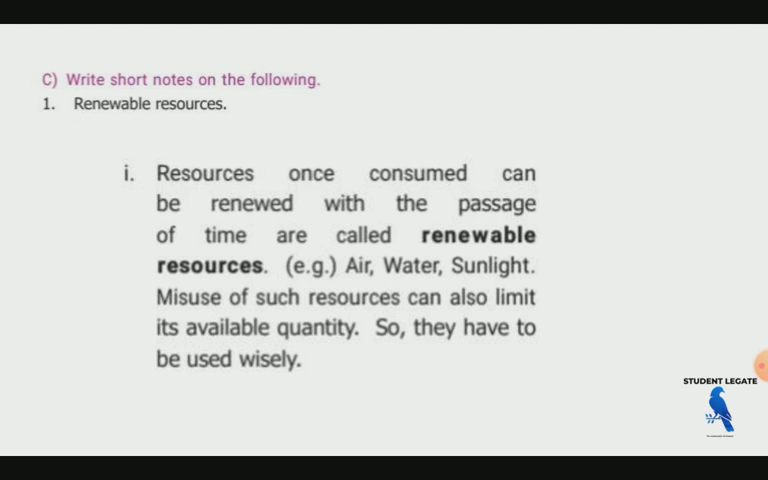 C) Write short notes on the following.
1. Renewable resources.
i. Resources once consumed can
be renewed with the passage
of time are called renewable
resources. (e.g.) Air, Water, Sunlight.
Misuse of such resources can also limit
its available quantity. So, they have to
be used wisely.
STUDENT LEGATE